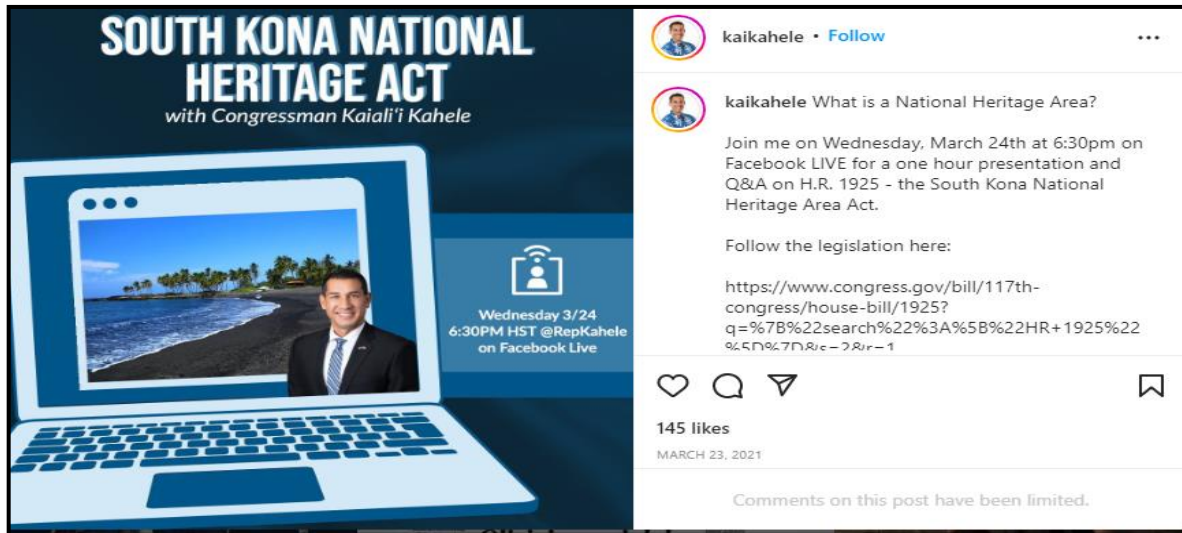 SOUTH KONA NATIONAL
HERITAGE ACT
with Congressman Kaiali'i Kahele
Wednesday 3/24
6:30PM HST @RepKahele
on Facebook Live
kaikahele • Follow
kaikahele What is a National Heritage Area?
Join me on Wednesday, March 24th at 6:30pm on
Facebook LIVE for a one hour presentation and
Q&A on H.R. 1925 - the South Kona National
Heritage Area Act.
Follow the legislation here:
https://www.congress.gov/bill/117th-
congress/house-bill/1925?
q=%7B%22search%22%3A%5B%22HR+1925%22
%5D%7D&s=2&r=1
145 likes
MARCH 23, 2021
Comments on this post have been limited.